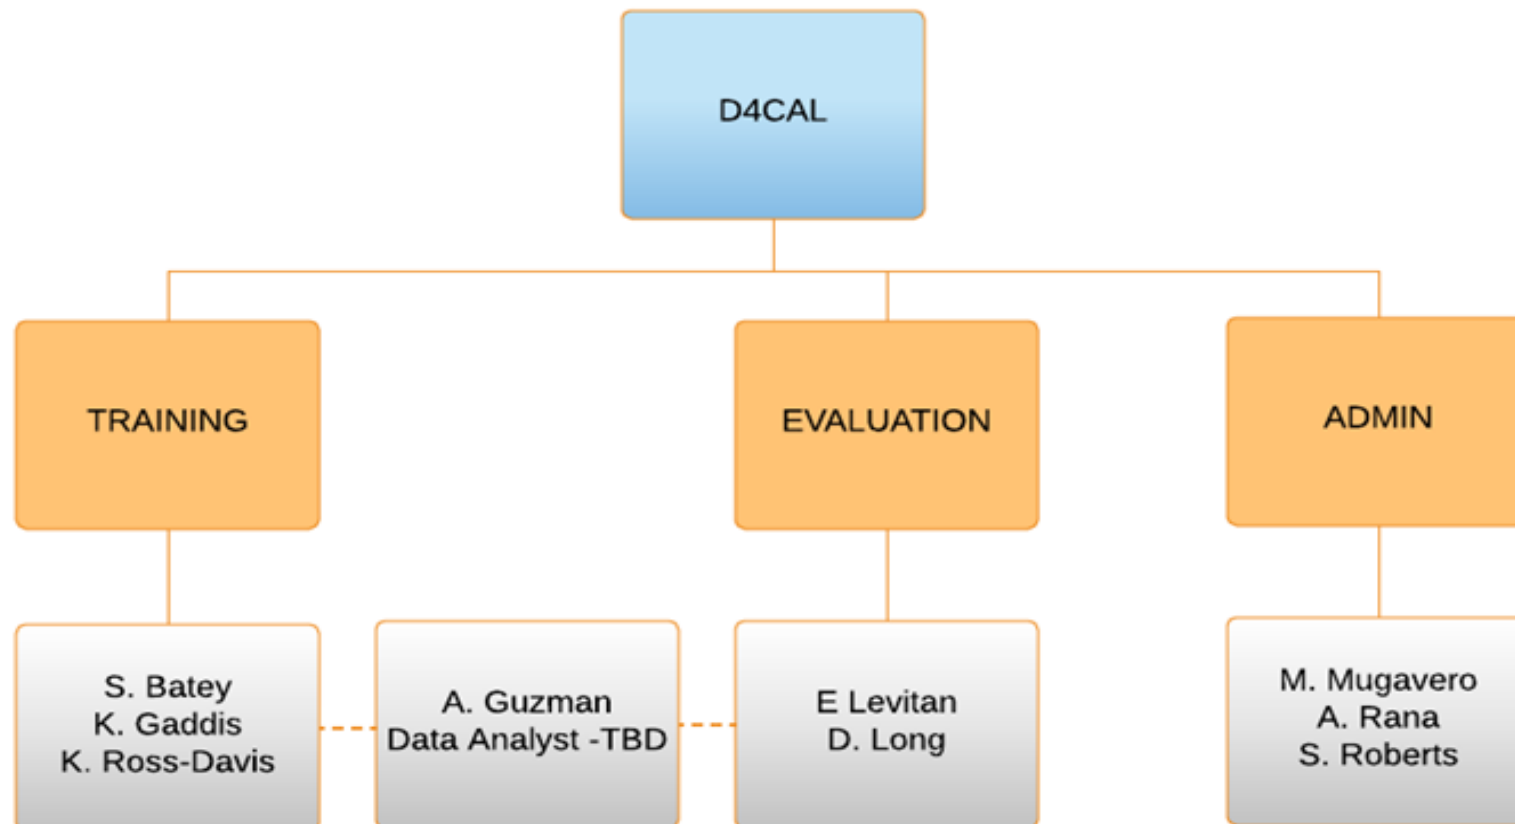 D4CAL
TRAINING
EVALUATION
ADMIN
S. Batey
K. Gaddis
K. Ross-Davis
A. Guzman
Data Analyst -TBD
E Levitan
D. Long
M. Mugavero
A. Rana
S. Roberts